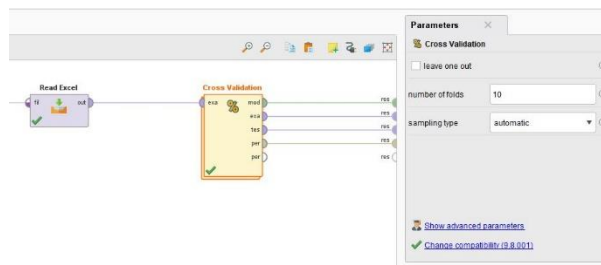 Parameters
Cross Validation
leave one out
number of folds 10
sampling type automatic
Read Excel
fil out
Cross Validation
exa mod res
exa res
tes res
per res
per res
Show advanced parameters
Change compatibility (9.8.001)